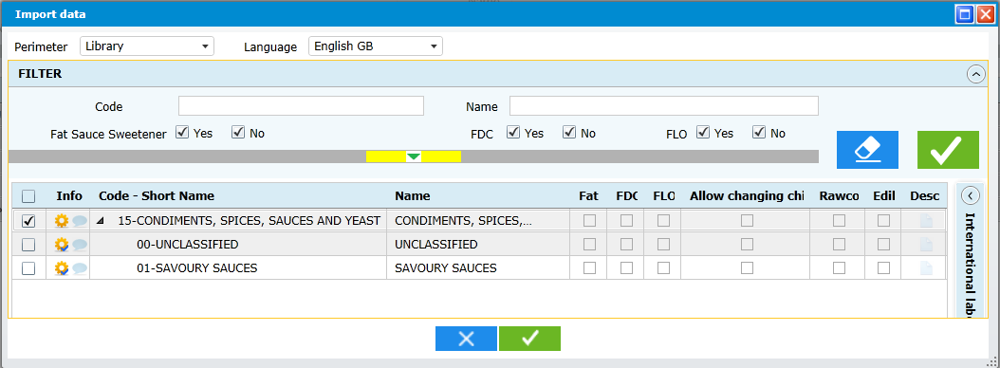 Import data
Perimeter Library Language English GB
FILTER
Code Name
Fat Sauce Sweetener Yes No FDC Yes No FLO Yes No
Info Code - Short Name Name Fat FDC FLO Allow changing chi Rawco Edil Desc
15-CONDIMENTS, SPICES, SAUCES AND YEAST CONDIMENTS, SPICES,...
00-UNCLASSIFIED UNCLASSIFIED
01-SAVOURY SAUCES SAVOURY SAUCES
International labe